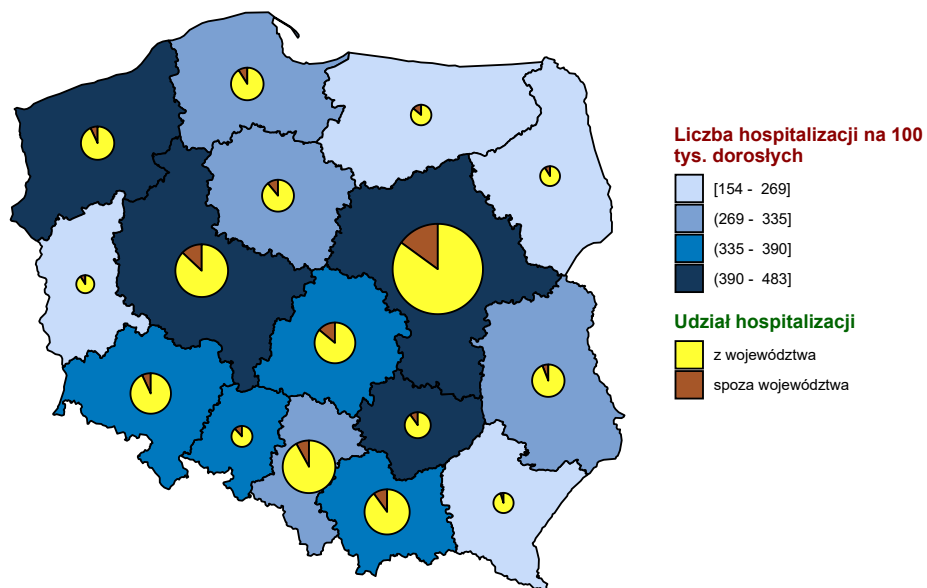 Liczba hospitalizacji na 100
tys. dorosłych
[154 - 269]
(269 - 335]
(335 - 390]
(390 - 483]
Udział hospitalizacji
z województwa
spoza województwa